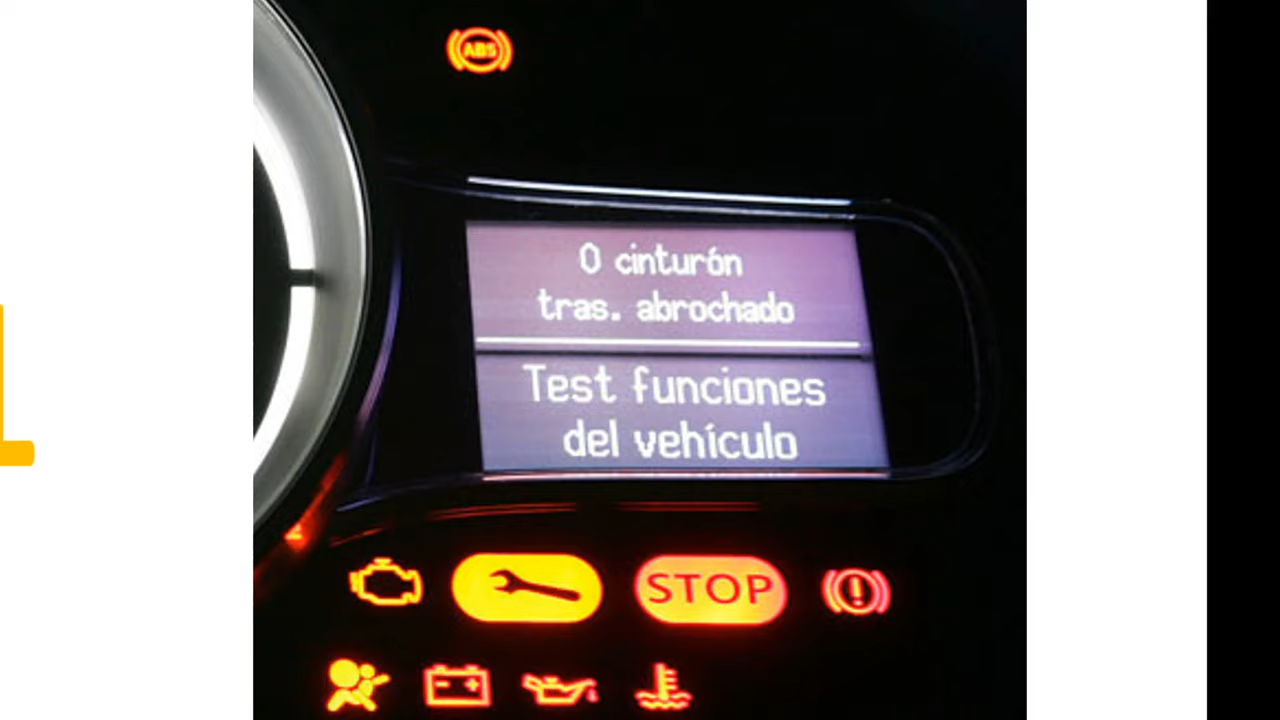 ABS
0 cinturón
tras. abrochado
Test funciones
del vehículo
STOP